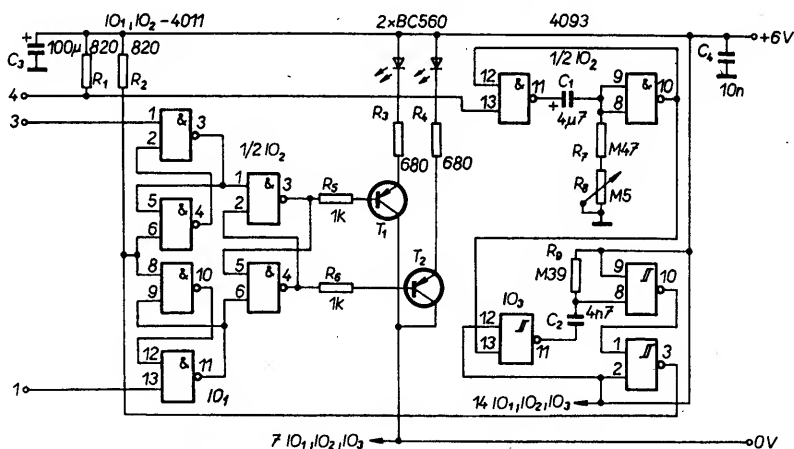 IO₁, IO₂ – 4011
2×BC560
4093
+
100µ
C₃
820
820
R₁
R₂
+6V
C₄
10n
4
3
1
&
3
2
5
&
4
6
8
&
10
9
12
&
11
13
IO₁
1
1/2 IO₂
1
&
3
2
5
&
4
6
R₅
1k
R₆
1k
R₃
680
R₄
680
T₁
T₂
1/2 IO₂
12
&
11
13
C₁
+
4µ7
9
&
10
8
R₇
M47
R₈
M5
R₉
M39
C₂
4n7
IO₃
12
13
11
9
10
8
1
3
2
14 IO₁, IO₂, IO₃
7 IO₁, IO₂, IO₃
0V